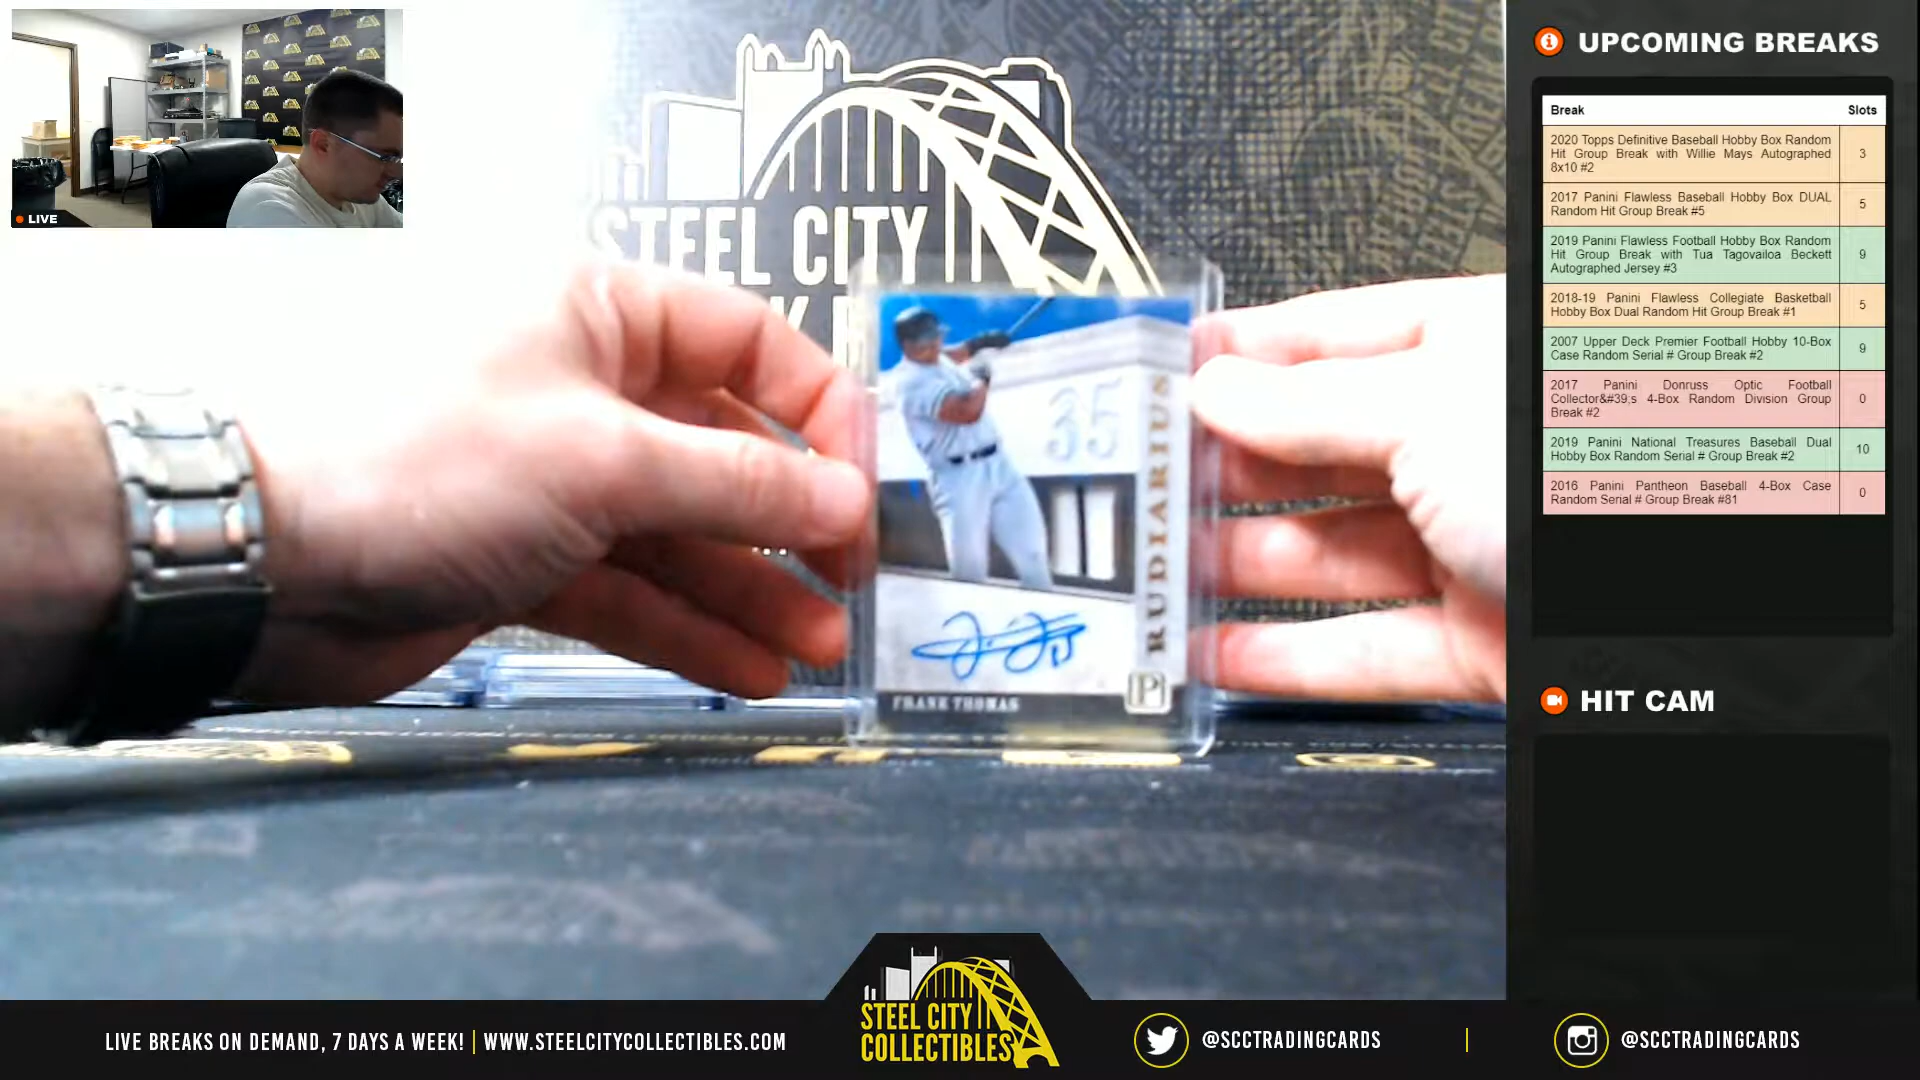 LIVE
STEEL CITY
35
RUDIARIUS
P
FRANK THOMAS
UPCOMING BREAKS
Break Slots
2020 Topps Definitive Baseball Hobby Box Random
Hit Group Break with Willie Mays Autographed
8x10 #2
3
2017 Panini Flawless Baseball Hobby Box DUAL
Random Hit Group Break #5
5
2019 Panini Flawless Football Hobby Box Random
Hit Group Break with Tua Tagovailoa Beckett
Autographed Jersey #3
9
2018-19 Panini Flawless Collegiate Basketball
Hobby Box Dual Random Hit Group Break #1
5
2007 Upper Deck Premier Football Hobby 10-Box
Case Random Serial # Group Break #2
9
2017 Panini Donruss Optic Football
Collector&#39;s 4-Box Random Division Group
Break #2
0
2019 Panini National Treasures Baseball Dual
Hobby Box Random Serial # Group Break #2
10
2016 Panini Pantheon Baseball 4-Box Case
Random Serial # Group Break #81
0
HIT CAM
LIVE BREAKS ON DEMAND, 7 DAYS A WEEK! | WWW.STEELCITYCOLLECTIBLES.COM
STEEL CITY
COLLECTIBLES
@SCCTRADINGCARDS
@SCCTRADINGCARDS